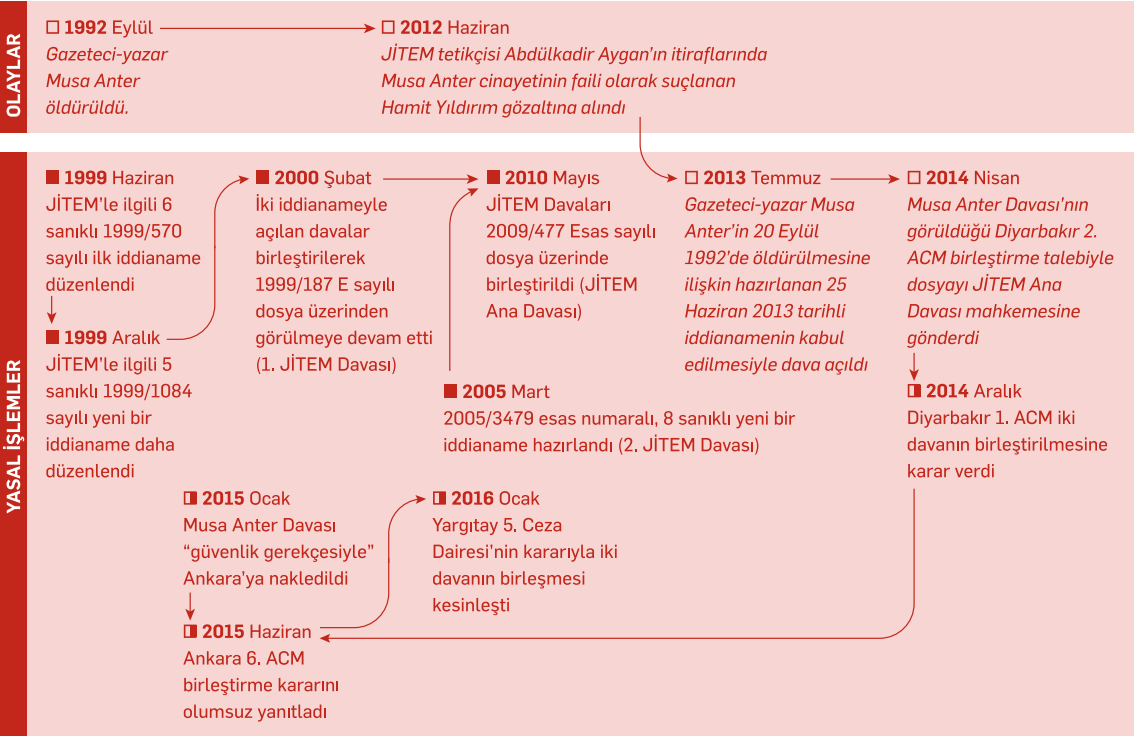 OLAYLAR
1992 Eylül
Gazeteci-yazar
Musa Anter
öldürüldü.
2012 Haziran
JİTEM tetikçisi Abdülkadir Aygan’ın itiraflarında
Musa Anter cinayetinin faili olarak suçlanan
Hamit Yıldırım gözaltına alındı
YASAL İŞLEMLER
1999 Haziran
JİTEM’le ilgili 6
sanıklı 1999/570
sayılı ilk iddianame
düzenlendi
1999 Aralık
JİTEM’le ilgili 5
sanıklı 1999/1084
sayılı yeni bir
iddianame daha
düzenlendi
2000 Şubat
İki iddianameyle
açılan davalar
birleştirilerek
1999/187 E sayılı
dosya üzerinden
görülmeye devam etti
(1. JİTEM Davası)
2010 Mayıs
JİTEM Davaları
2009/477 Esas sayılı
dosya üzerinde
birleştirildi (JİTEM
Ana Davası)
2005 Mart
2005/3479 esas numaralı, 8 sanıklı yeni bir
iddianame hazırlandı (2. JİTEM Davası)
2013 Temmuz
Gazeteci-yazar Musa
Anter’in 20 Eylül
1992’de öldürülmesine
ilişkin hazırlanan 25
Haziran 2013 tarihli
iddianamenin kabul
edilmesiyle dava açıldı
2014 Nisan
Musa Anter Davası’nın
görüldüğü Diyarbakır 2.
ACM birleştirme talebiyle
dosyayı JİTEM Ana
Davası mahkemesine
gönderdi
2014 Aralık
Diyarbakır 1. ACM iki
davanın birleştirilmesine
karar verdi
2015 Ocak
Musa Anter Davası
“güvenlik gerekçesiyle”
Ankara’ya nakledildi
2015 Haziran
Ankara 6. ACM
birleştirme kararını
olumsuz yanıtladı
2016 Ocak
Yargıtay 5. Ceza
Dairesi’nin kararıyla iki
davanın birleşmesi
kesinleşti